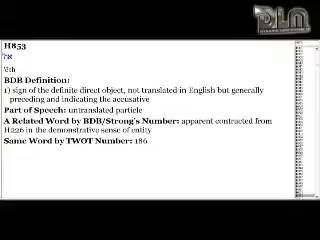 H853
את
'êth
BDB Definition:
1) sign of the definite direct object, not translated in English but generally
preceding and indicating the accusative
Part of Speech: untranslated particle
A Related Word by BDB/Strong's Number: apparent contracted from
H226 in the demonstrative sense of entity
Same Word by TWOT Number: 186
DLM